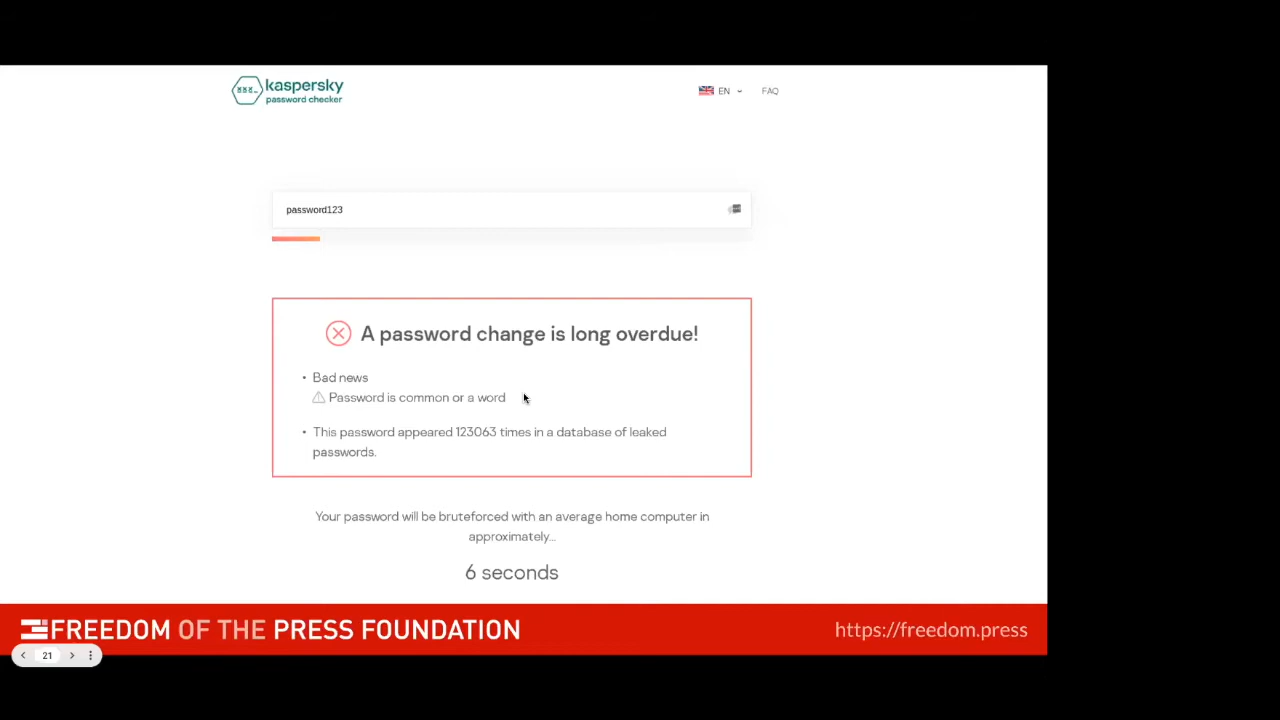 kaspersky
password checker
EN
FAQ
password123
A password change is long overdue!
• Bad news
Password is common or a word
• This password appeared 123063 times in a database of leaked
passwords.
Your password will be bruteforced with an average home computer in
approximately...
6 seconds
FREEDOM OF THE PRESS FOUNDATION
https://freedom.press
21